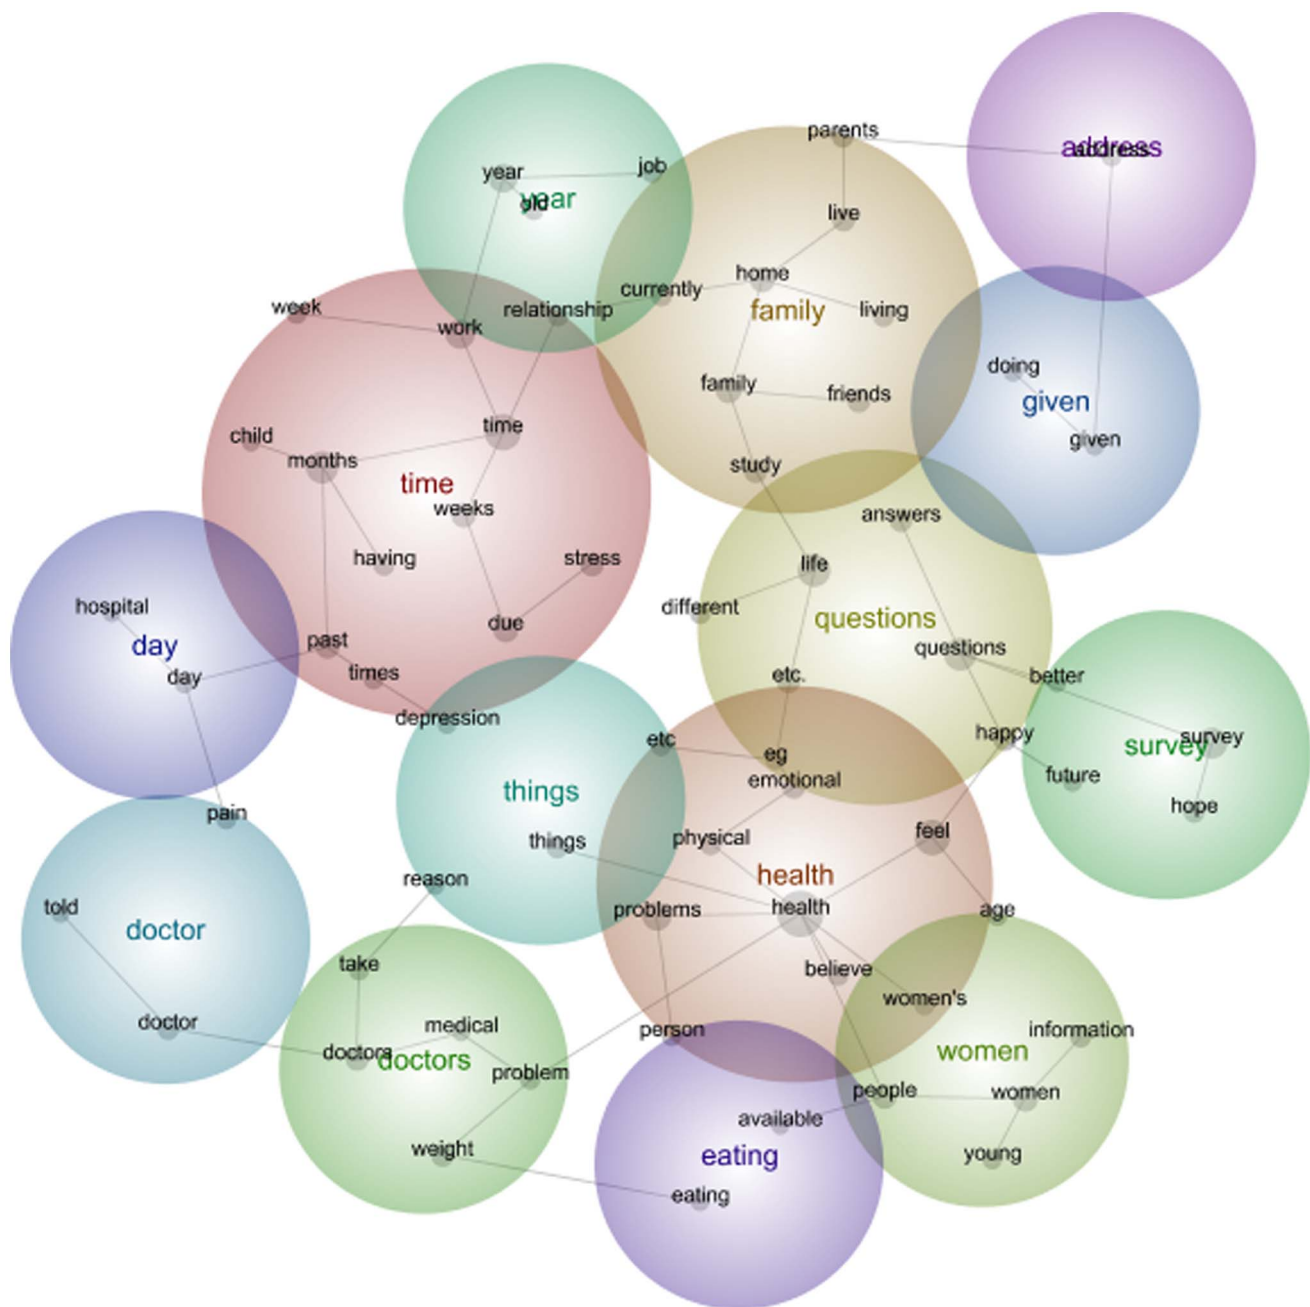 parents
address
address
job
year
year
old
live
home
currently
week
relationship
family
living
work
doing
family
friends
given
time
child
given
months
study
time
weeks
answers
having
stress
life
hospital
different
questions
due
day
past
questions
times
day
etc.
better
depression
happy
etc
survey
survey
eg
future
emotional
things
hope
pain
things
physical
feel
health
reason
told
problems
health
age
doctor
take
believe
women's
doctor
medical
person
information
doctors
doctors
women
problem
people
women
available
weight
eating
young
eating